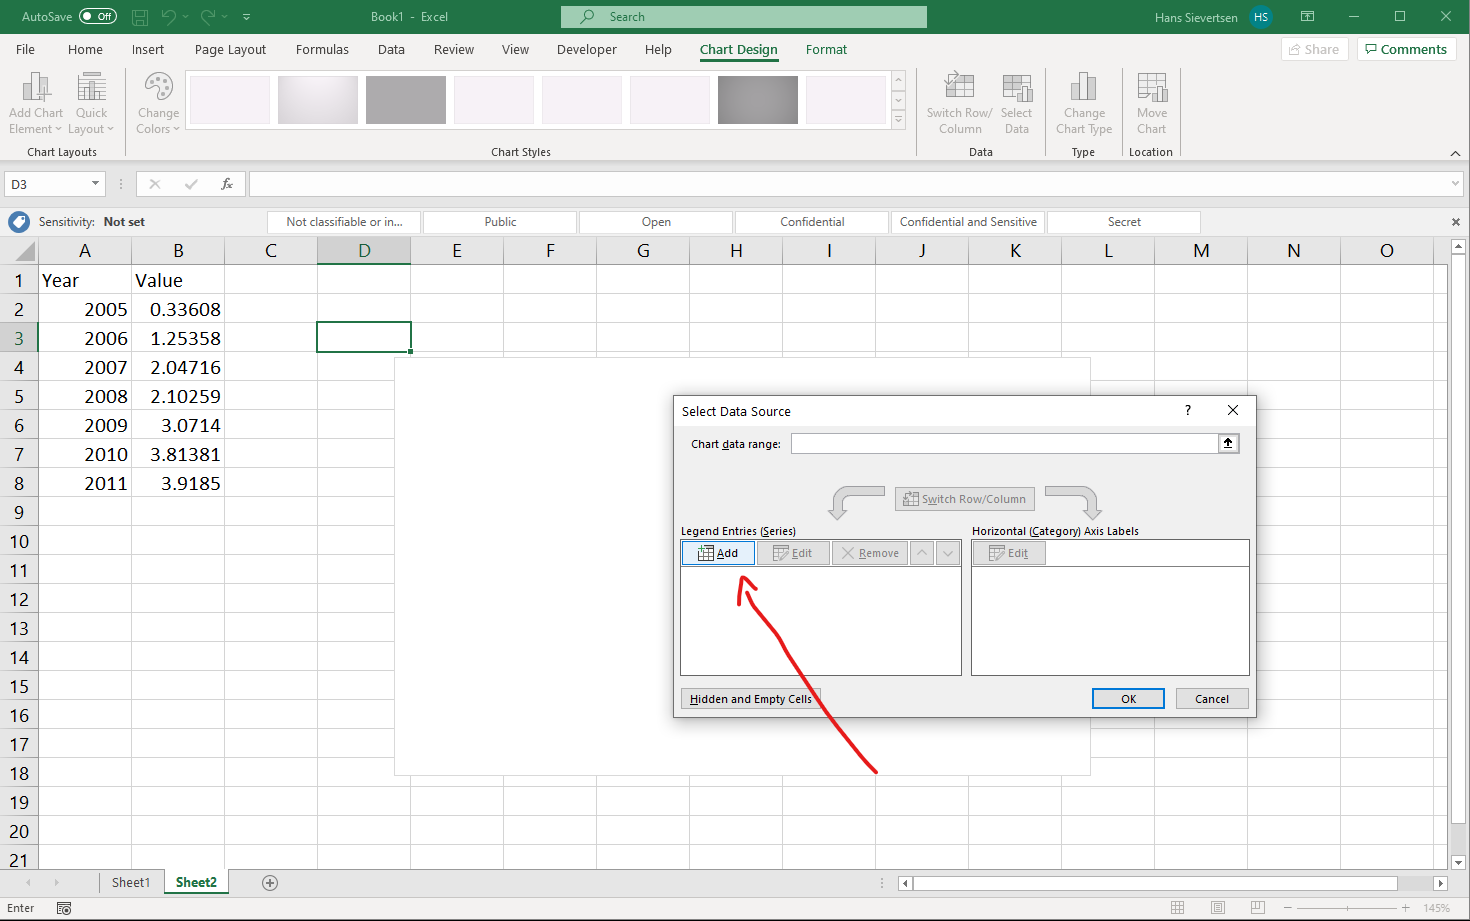 AutoSave Off Book1 - Excel Search Hans Sievertsen HS
File Home Insert Page Layout Formulas Data Review View Developer Help Chart Design Format Share Comments
Add Chart Element Quick Layout Change Colors Switch Row/ Column Select Data Change Chart Type Move Chart
Chart Layouts Chart Styles Data Type Location
D3 fx
Sensitivity: Not set Not classifiable or in... Public Open Confidential Confidential and Sensitive Secret
A B C D E F G H I J K L M N O
1 Year Value
2 2005 0.33608
3 2006 1.25358
4 2007 2.04716
5 2008 2.10259
6 2009 3.0714
7 2010 3.81381
8 2011 3.9185
9
10
11
12
13
14
15
16
17
18
19
20
21
Select Data Source ?
Chart data range:
Switch Row/Column
Legend Entries (Series) Horizontal (Category) Axis Labels
Add Edit Remove Edit
Hidden and Empty Cells OK Cancel
Sheet1 Sheet2
Enter 145%